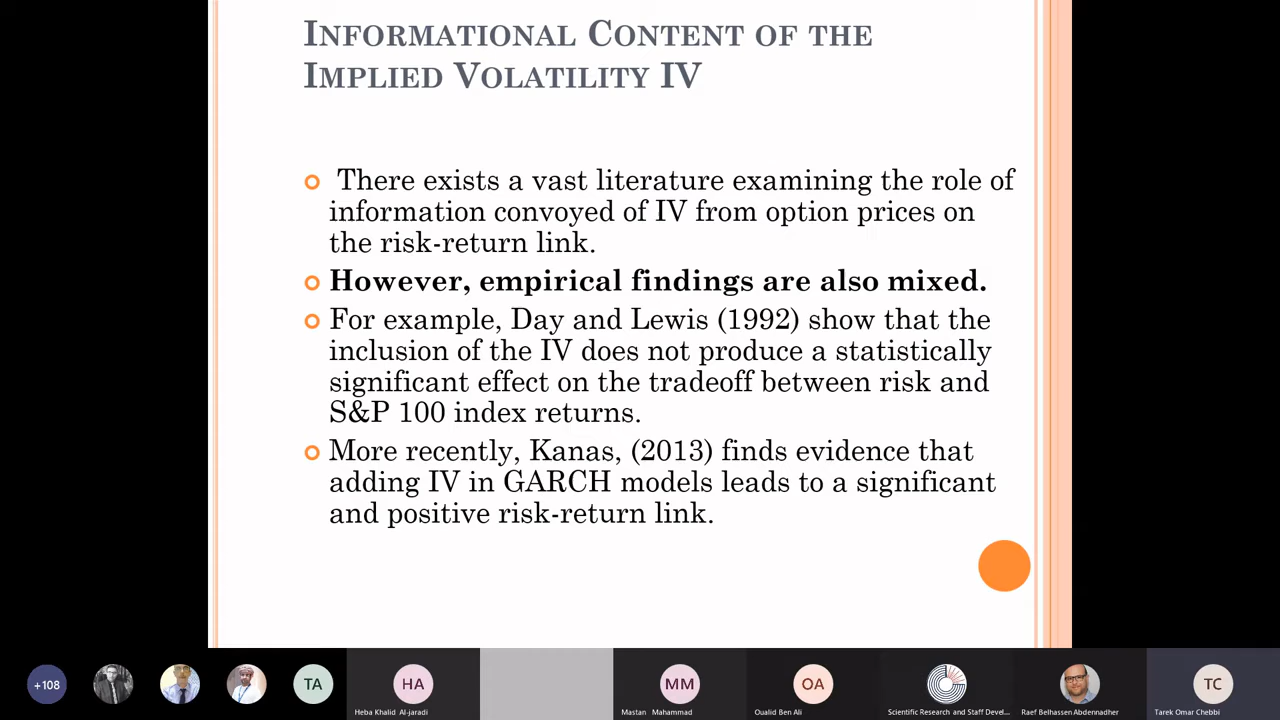 INFORMATIONAL CONTENT OF THE
IMPLIED VOLATILITY IV
There exists a vast literature examining the role of
information convoyed of IV from option prices on
the risk-return link.
However, empirical findings are also mixed.
For example, Day and Lewis (1992) show that the
inclusion of the IV does not produce a statistically
significant effect on the tradeoff between risk and
S&P 100 index returns.
More recently, Kanas, (2013) finds evidence that
adding IV in GARCH models leads to a significant
and positive risk-return link.
+108
TA
HA
MM
OA
TC
Heba Khalid Al-jaradi
Mastan Mahammad
Oualid Ben Ali
Scientific Research and Staff Devel...
Raef Belhassen Abdennadher
Tarek Omar Chebbi